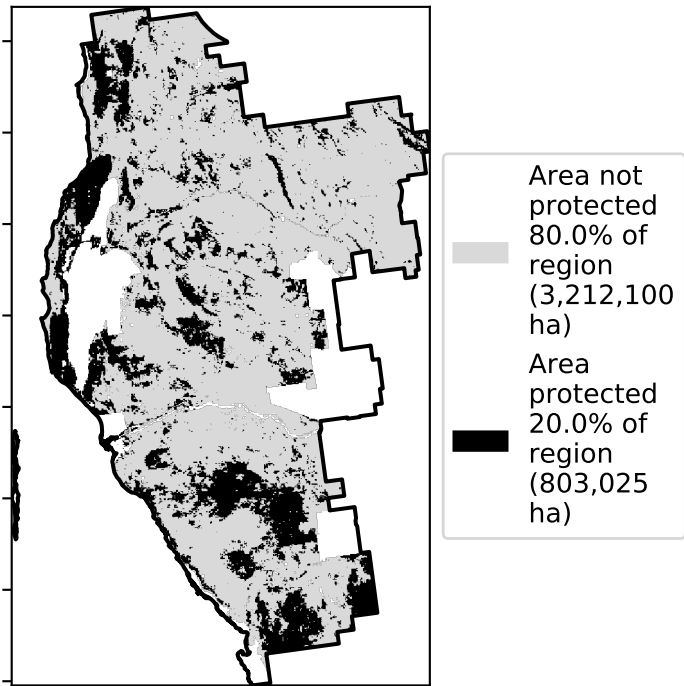 Area not
protected
80.0% of
region
(3,212,100
ha)
Area
protected
20.0% of
region
(803,025
ha)